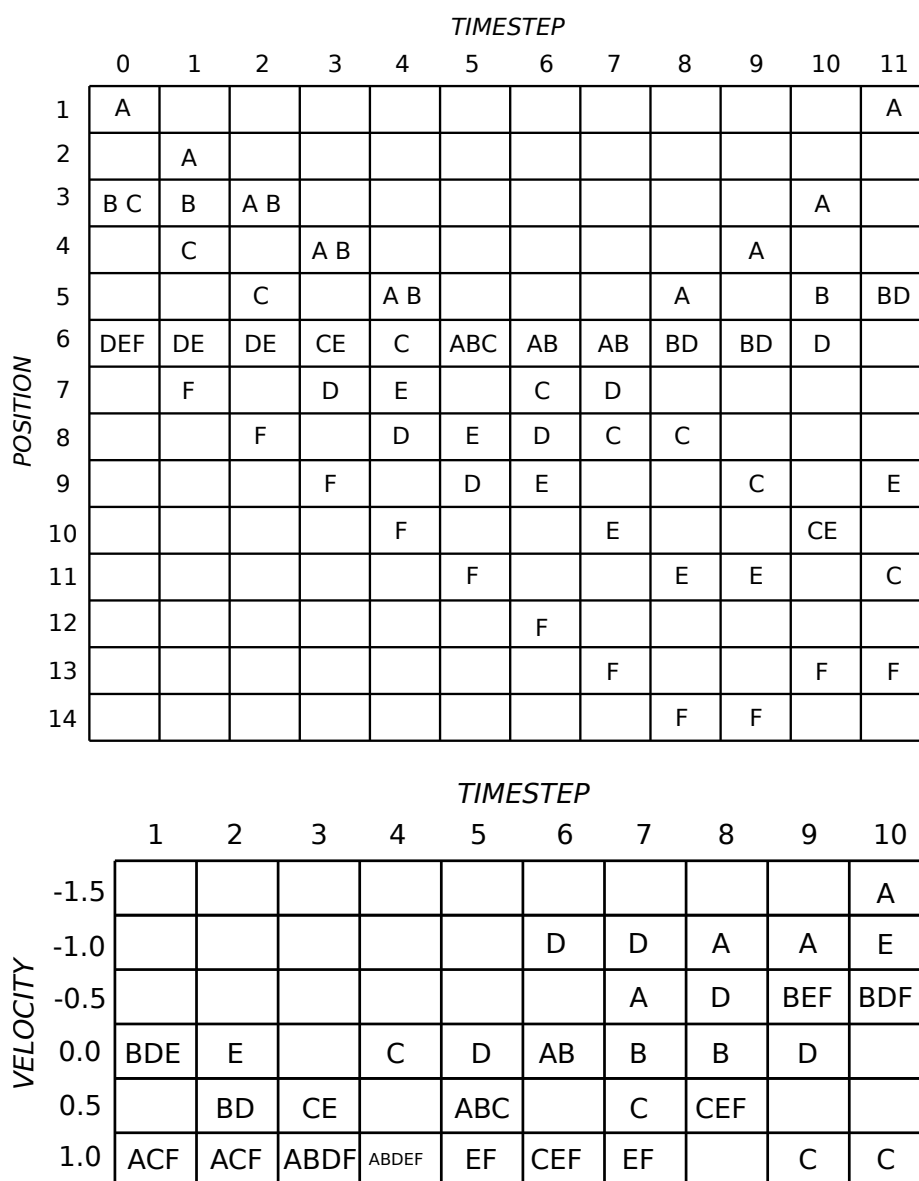 TIMESTEP
0 1 2 3 4 5 6 7 8 9 10 11
1 A A
2 A
3 B C B A B A
4 C A B A
5 C A B A B BD
POSITION
6 DEF DE DE CE C ABC AB AB BD BD D
7 F D E C D
8 F D E D C C
9 F D E C E
10 F E CE
11 F E E C
12 F
13 F F F
14 F F
TIMESTEP
1 2 3 4 5 6 7 8 9 10
-1.5 A
-1.0 D D A A E
-0.5 A D BEF BDF
VELOCITY
0.0 BDE E C D AB B B D
0.5 BD CE ABC C CEF
1.0 ACF ACF ABDF ABDEF EF CEF EF C C